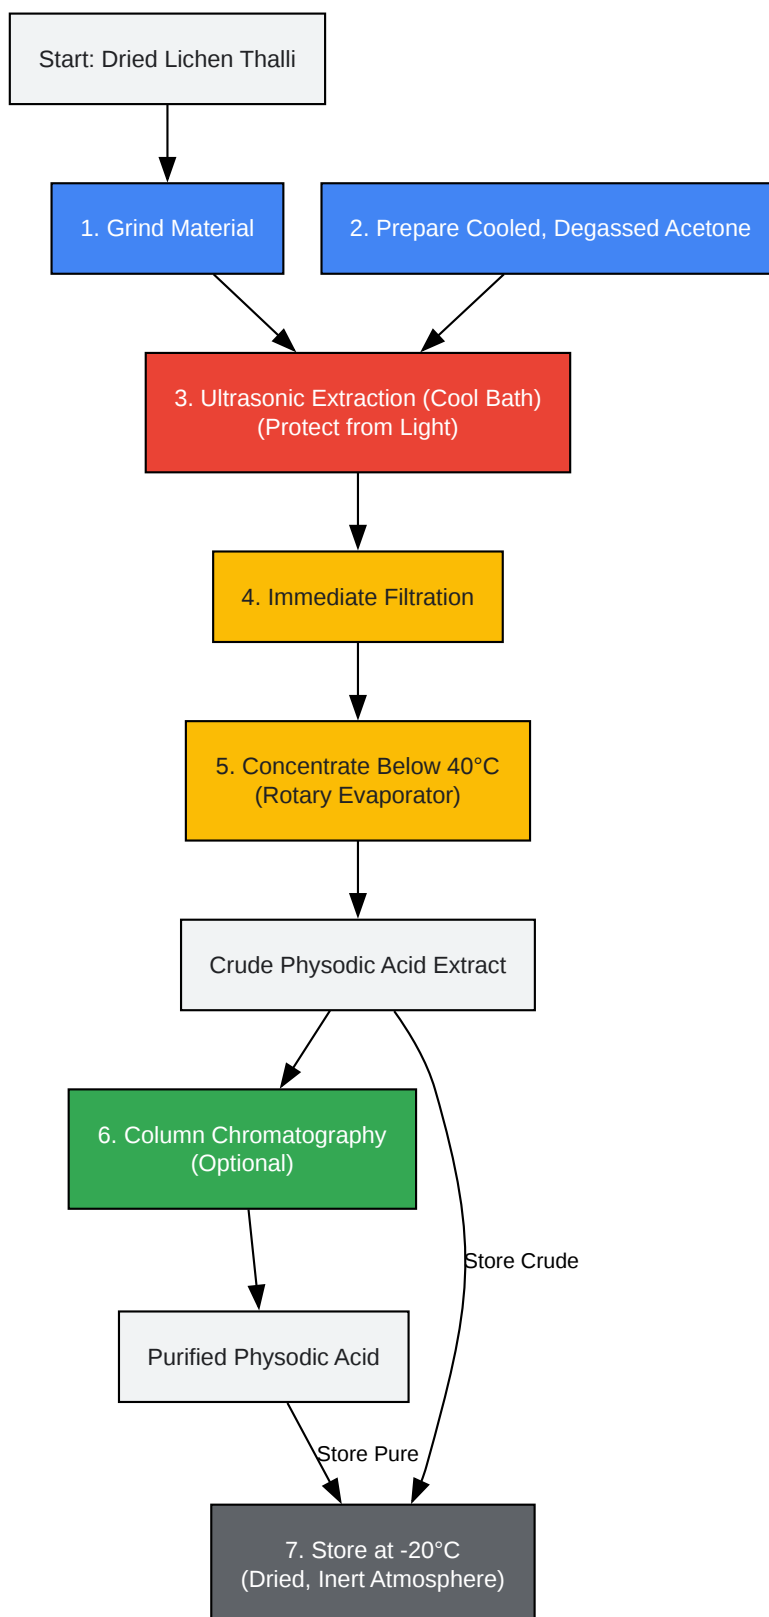 Start: Dried Lichen Thalli
1. Grind Material
2. Prepare Cooled, Degassed Acetone
3. Ultrasonic Extraction (Cool Bath)
(Protect from Light)
4. Immediate Filtration
5. Concentrate Below 40°C
(Rotary Evaporator)
Crude Physodic Acid Extract
6. Column Chromatography
(Optional)
Store Crude
Purified Physodic Acid
Store Pure
7. Store at -20°C
(Dried, Inert Atmosphere)